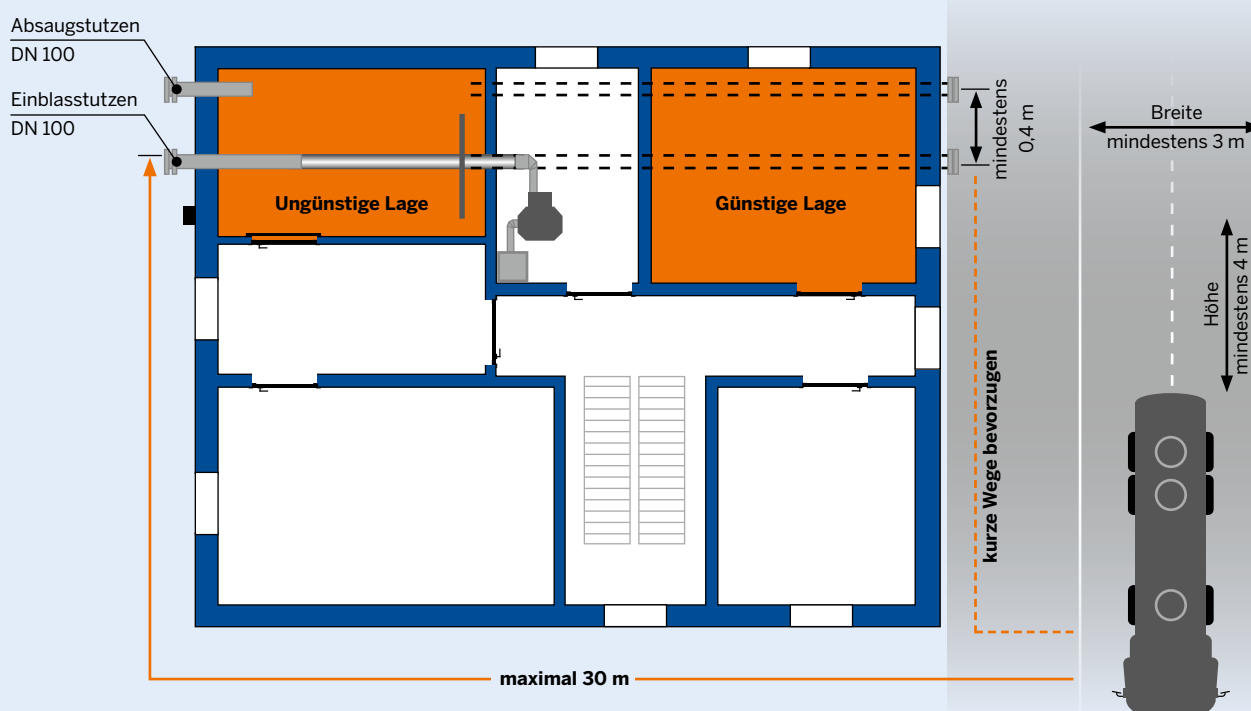 Absaugstutzen
DN 100
Einblasstutzen
DN 100
Ungünstige Lage
Günstige Lage
mindestens
0,4 m
Breite
mindestens 3 m
Höhe
mindestens 4 m
kurze Wege bevorzugen
maximal 30 m